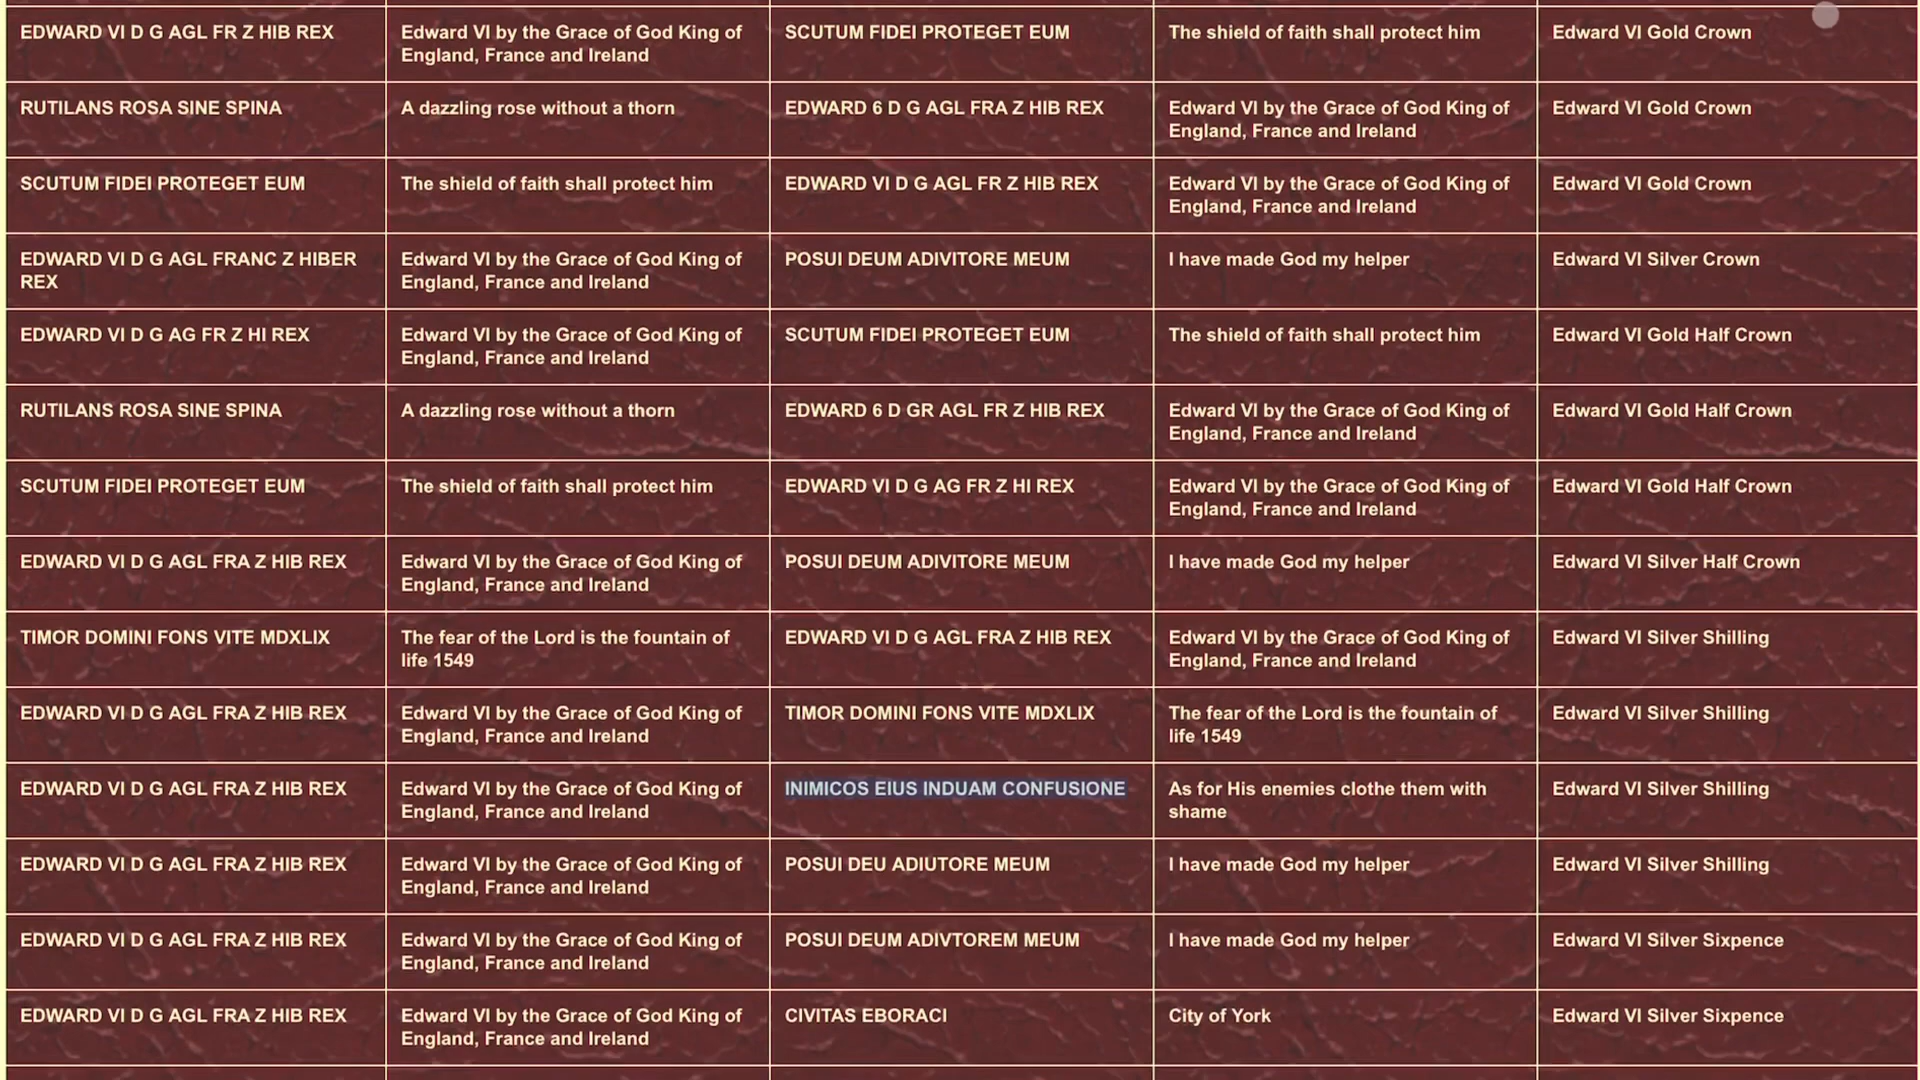 EDWARD VI D G AGL FR Z HIB REX
Edward VI by the Grace of God King of
England, France and Ireland
SCUTUM FIDEI PROTEGET EUM
The shield of faith shall protect him
Edward VI Gold Crown
RUTILANS ROSA SINE SPINA
A dazzling rose without a thorn
EDWARD 6 D G AGL FRA Z HIB REX
Edward VI by the Grace of God King of
England, France and Ireland
Edward VI Gold Crown
SCUTUM FIDEI PROTEGET EUM
The shield of faith shall protect him
EDWARD VI D G AGL FR Z HIB REX
Edward VI by the Grace of God King of
England, France and Ireland
Edward VI Gold Crown
EDWARD VI D G AGL FRANC Z HIBER
REX
Edward VI by the Grace of God King of
England, France and Ireland
POSUI DEUM ADIVITORE MEUM
I have made God my helper
Edward VI Silver Crown
EDWARD VI D G AG FR Z HI REX
Edward VI by the Grace of God King of
England, France and Ireland
SCUTUM FIDEI PROTEGET EUM
The shield of faith shall protect him
Edward VI Gold Half Crown
RUTILANS ROSA SINE SPINA
A dazzling rose without a thorn
EDWARD 6 D GR AGL FR Z HIB REX
Edward VI by the Grace of God King of
England, France and Ireland
Edward VI Gold Half Crown
SCUTUM FIDEI PROTEGET EUM
The shield of faith shall protect him
EDWARD VI D G AG FR Z HI REX
Edward VI by the Grace of God King of
England, France and Ireland
Edward VI Gold Half Crown
EDWARD VI D G AGL FRA Z HIB REX
Edward VI by the Grace of God King of
England, France and Ireland
POSUI DEUM ADIVITORE MEUM
I have made God my helper
Edward VI Silver Half Crown
TIMOR DOMINI FONS VITE MDXLIX
The fear of the Lord is the fountain of
life 1549
EDWARD VI D G AGL FRA Z HIB REX
Edward VI by the Grace of God King of
England, France and Ireland
Edward VI Silver Shilling
EDWARD VI D G AGL FRA Z HIB REX
Edward VI by the Grace of God King of
England, France and Ireland
TIMOR DOMINI FONS VITE MDXLIX
The fear of the Lord is the fountain of
life 1549
Edward VI Silver Shilling
EDWARD VI D G AGL FRA Z HIB REX
Edward VI by the Grace of God King of
England, France and Ireland
INIMICOS EIUS INDUAM CONFUSIONE
As for His enemies clothe them with
shame
Edward VI Silver Shilling
EDWARD VI D G AGL FRA Z HIB REX
Edward VI by the Grace of God King of
England, France and Ireland
POSUI DEU ADIUTORE MEUM
I have made God my helper
Edward VI Silver Shilling
EDWARD VI D G AGL FRA Z HIB REX
Edward VI by the Grace of God King of
England, France and Ireland
POSUI DEUM ADIVTOREM MEUM
I have made God my helper
Edward VI Silver Sixpence
EDWARD VI D G AGL FRA Z HIB REX
Edward VI by the Grace of God King of
England, France and Ireland
CIVITAS EBORACI
City of York
Edward VI Silver Sixpence